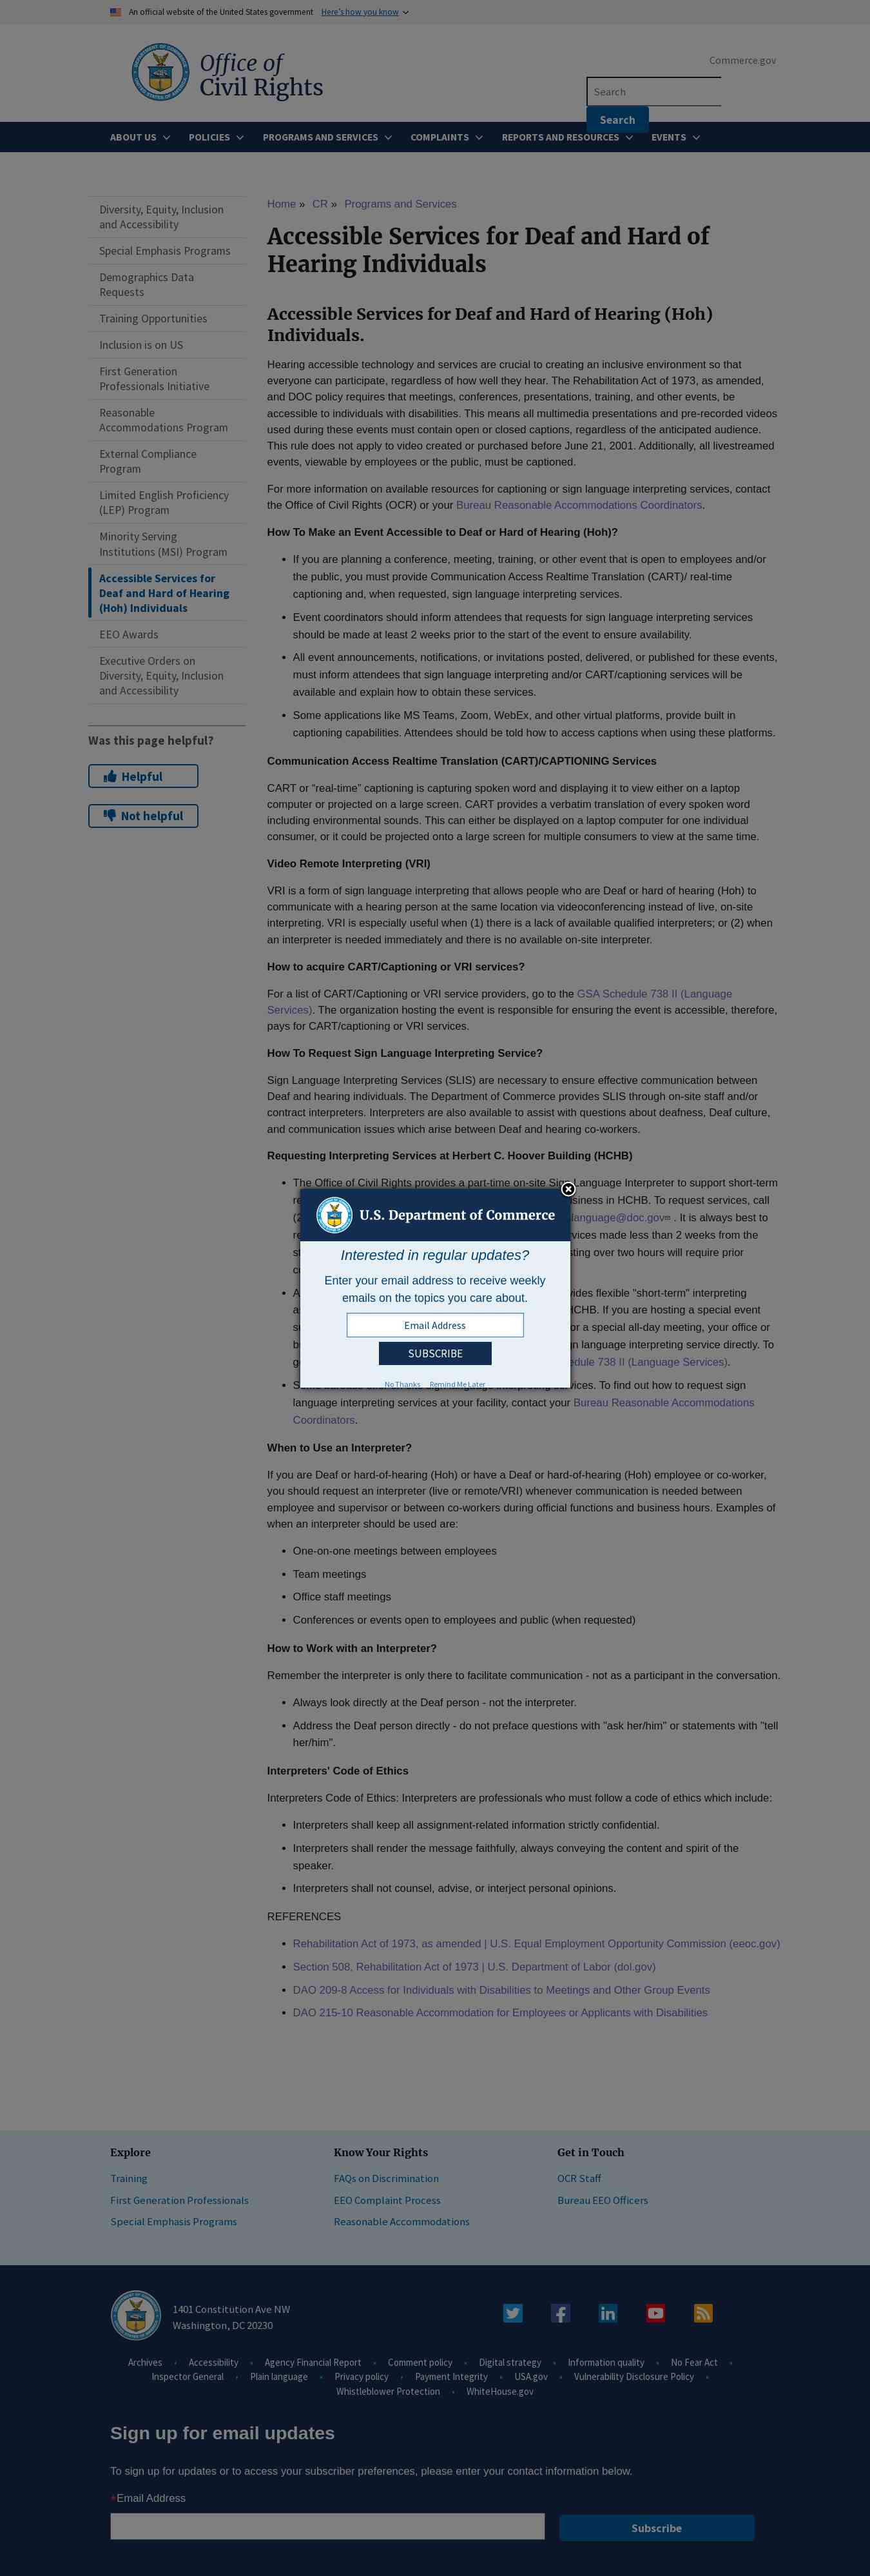 An official website of the United States government Here's how you know
Office of
Civil Rights
Commerce.gov
Search
Search
ABOUT US POLICIES PROGRAMS AND SERVICES COMPLAINTS REPORTS AND RESOURCES EVENTS
Diversity, Equity, Inclusion
and Accessibility
Special Emphasis Programs
Demographics Data
Requests
Training Opportunities
Inclusion is on US
First Generation
Professionals Initiative
Reasonable
Accommodations Program
External Compliance
Program
Limited English Proficiency
(LEP) Program
Minority Serving
Institutions (MSI) Program
Accessible Services for
Deaf and Hard of Hearing
(Hoh) Individuals
EEO Awards
Executive Orders on
Diversity, Equity, Inclusion
and Accessibility
Was this page helpful?
Helpful
Not helpful
Home » CR » Programs and Services
Accessible Services for Deaf and Hard of
Hearing Individuals
Accessible Services for Deaf and Hard of Hearing (Hoh)
Individuals.
Hearing accessible technology and services are crucial to creating an inclusive environment so that
everyone can participate, regardless of how well they hear. The Rehabilitation Act of 1973, as amended,
and DOC policy requires that meetings, conferences, presentations, training, and other events, be
accessible to individuals with disabilities. This means all multimedia presentations and pre-recorded videos
used during these events must contain open or closed captions, regardless of the anticipated audience.
This rule does not apply to video created or purchased before June 21, 2001. Additionally, all livestreamed
events, viewable by employees or the public, must be captioned.
For more information on available resources for captioning or sign language interpreting services, contact
the Office of Civil Rights (OCR) or your Bureau Reasonable Accommodations Coordinators.
How To Make an Event Accessible to Deaf or Hard of Hearing (Hoh)?
• If you are planning a conference, meeting, training, or other event that is open to employees and/or
the public, you must provide Communication Access Realtime Translation (CART)/ real-time
captioning and, when requested, sign language interpreting services.
• Event coordinators should inform attendees that requests for sign language interpreting services
should be made at least 2 weeks prior to the start of the event to ensure availability.
• All event announcements, notifications, or invitations posted, delivered, or published for these events,
must inform attendees that sign language interpreting and/or CART/captioning services will be
available and explain how to obtain these services.
• Some applications like MS Teams, Zoom, WebEx, and other virtual platforms, provide built in
captioning capabilities. Attendees should be told how to access captions when using these platforms.
Communication Access Realtime Translation (CART)/CAPTIONING Services
CART or “real-time” captioning is capturing spoken word and displaying it to view either on a laptop
computer or projected on a large screen. CART provides a verbatim translation of every spoken word
including environmental sounds. This can either be displayed on a laptop computer for one time
consumer, or it could be projected onto a large screen for multiple consumers to view at the same time.
Video Remote Interpreting (VRI)
VRI is a form of sign language interpreting that allows people who are Deaf or hard of hearing (Hoh) to
communicate with a hearing person at the same location via videoconferencing instead of live, on-site
interpreting. VRI is especially useful when (1) there is a lack of available qualified interpreters; or (2) when
an interpreter is needed immediately and there is no available on-site interpreter.
How to acquire CART/Captioning or VRI services?
For a list of CART/Captioning or VRI service providers, go to the GSA Schedule 738 II (Language
Services). The organization hosting the event is responsible for ensuring the event is accessible, therefore,
pays for CART/captioning or VRI services.
How To Request Sign Language Interpreting Service?
Sign Language Interpreting Services (SLIS) are necessary to ensure effective communication between
Deaf and hearing individuals. The Department of Commerce provides SLIS through on-site staff and/or
contract interpreters. Interpreters are also available to assist with questions about deafness, Deaf culture,
and communication issues which arise between Deaf and hearing co-workers.
Requesting Interpreting Services at Herbert C. Hoover Building (HCHB)
• The Office of Civil Rights provides a part-time on-site Sign Language Interpreter to support short-term
usiness in HCHB. To request services, call
language@doc.gov . It is always best to
vices made less than 2 weeks from the
sting over two hours will require prior
vides flexible "short-term" interpreting
HCHB. If you are hosting a special event
r a special all-day meeting, your office or
ign language interpreter service directly. To
edule 738 II (Language Services).
vices. To find out how to request sign
language interpreting services at your facility, contact your Bureau Reasonable Accommodations
Coordinators.
U.S. Department of Commerce
Interested in regular updates?
Enter your email address to receive weekly
emails on the topics you care about.
Email Address
SUBSCRIBE
No Thanks Remind Me Later
When to Use an Interpreter?
If you are Deaf or hard-of-hearing (Hoh) or have a Deaf or hard-of-hearing (Hoh) employee or co-worker,
you should request an interpreter (live or remote/VRI) whenever communication is needed between
employee and supervisor or between co-workers during official functions and business hours. Examples of
when an interpreter should be used are:
• One-on-one meetings between employees
• Team meetings
• Office staff meetings
• Conferences or events open to employees and public (when requested)
How to Work with an Interpreter?
Remember the interpreter is only there to facilitate communication - not as a participant in the conversation.
• Always look directly at the Deaf person - not the interpreter.
• Address the Deaf person directly - do not preface questions with "ask her/him" or statements with "tell
her/him".
Interpreters' Code of Ethics
Interpreters Code of Ethics: Interpreters are professionals who must follow a code of ethics which include:
• Interpreters shall keep all assignment-related information strictly confidential.
• Interpreters shall render the message faithfully, always conveying the content and spirit of the
speaker.
• Interpreters shall not counsel, advise, or interject personal opinions.
REFERENCES
• Rehabilitation Act of 1973, as amended | U.S. Equal Employment Opportunity Commission (eeoc.gov)
• Section 508, Rehabilitation Act of 1973 | U.S. Department of Labor (dol.gov)
• DAO 209-8 Access for Individuals with Disabilities to Meetings and Other Group Events
• DAO 215-10 Reasonable Accommodation for Employees or Applicants with Disabilities
Explore
Training
First Generation Professionals
Special Emphasis Programs
Know Your Rights
FAQs on Discrimination
EEO Complaint Process
Reasonable Accommodations
Get in Touch
OCR Staff
Bureau EEO Officers
1401 Constitution Ave NW
Washington, DC 20230
Archives • Accessibility • Agency Financial Report • Comment policy • Digital strategy • Information quality • No Fear Act •
Inspector General • Plain language • Privacy policy • Payment Integrity • USA.gov • Vulnerability Disclosure Policy •
Whistleblower Protection • WhiteHouse.gov
Sign up for email updates
To sign up for updates or to access your subscriber preferences, please enter your contact information below.
*Email Address
Subscribe